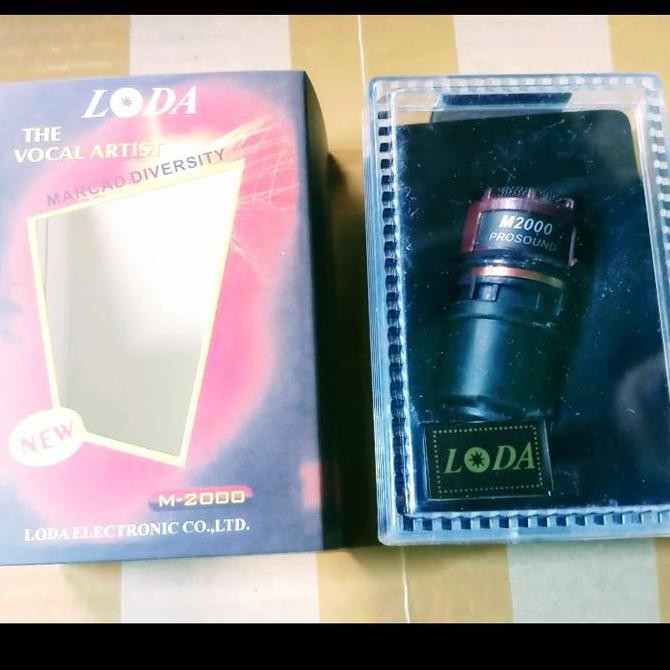 LODA
THE
VOCAL ARTIST
MARCAD DIVERSITY
NEW
M-2000
LODA ELECTRONIC CO.,LTD.
M2000
PROSOUND
LODA